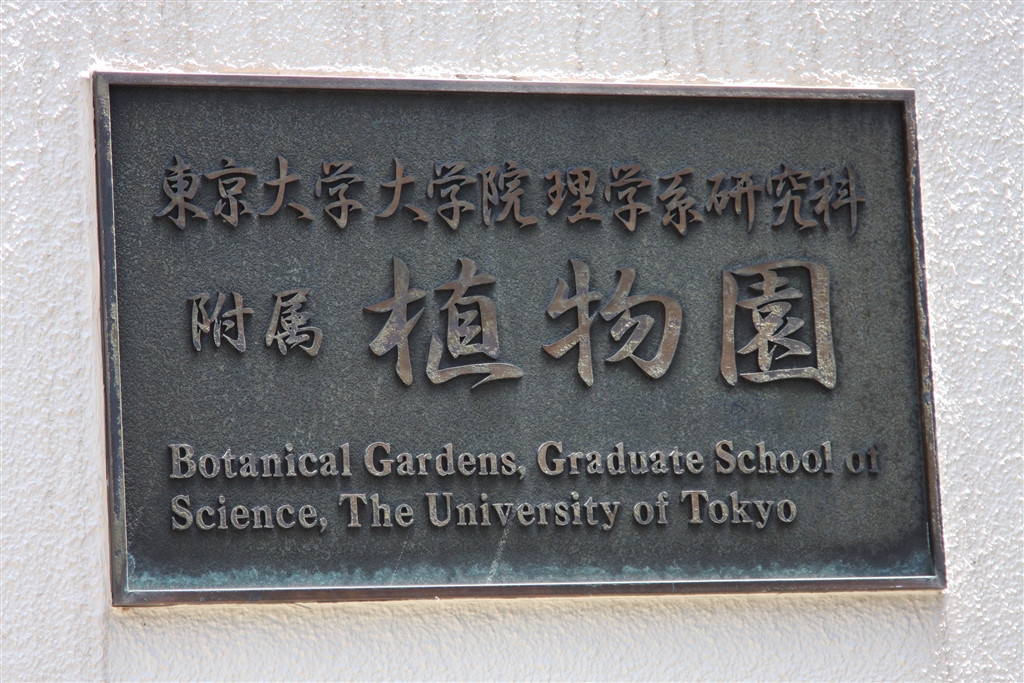 東京大学大学院理学系研究科
附属 植物園
Botanical Gardens, Graduate School of
Science, The University of Tokyo